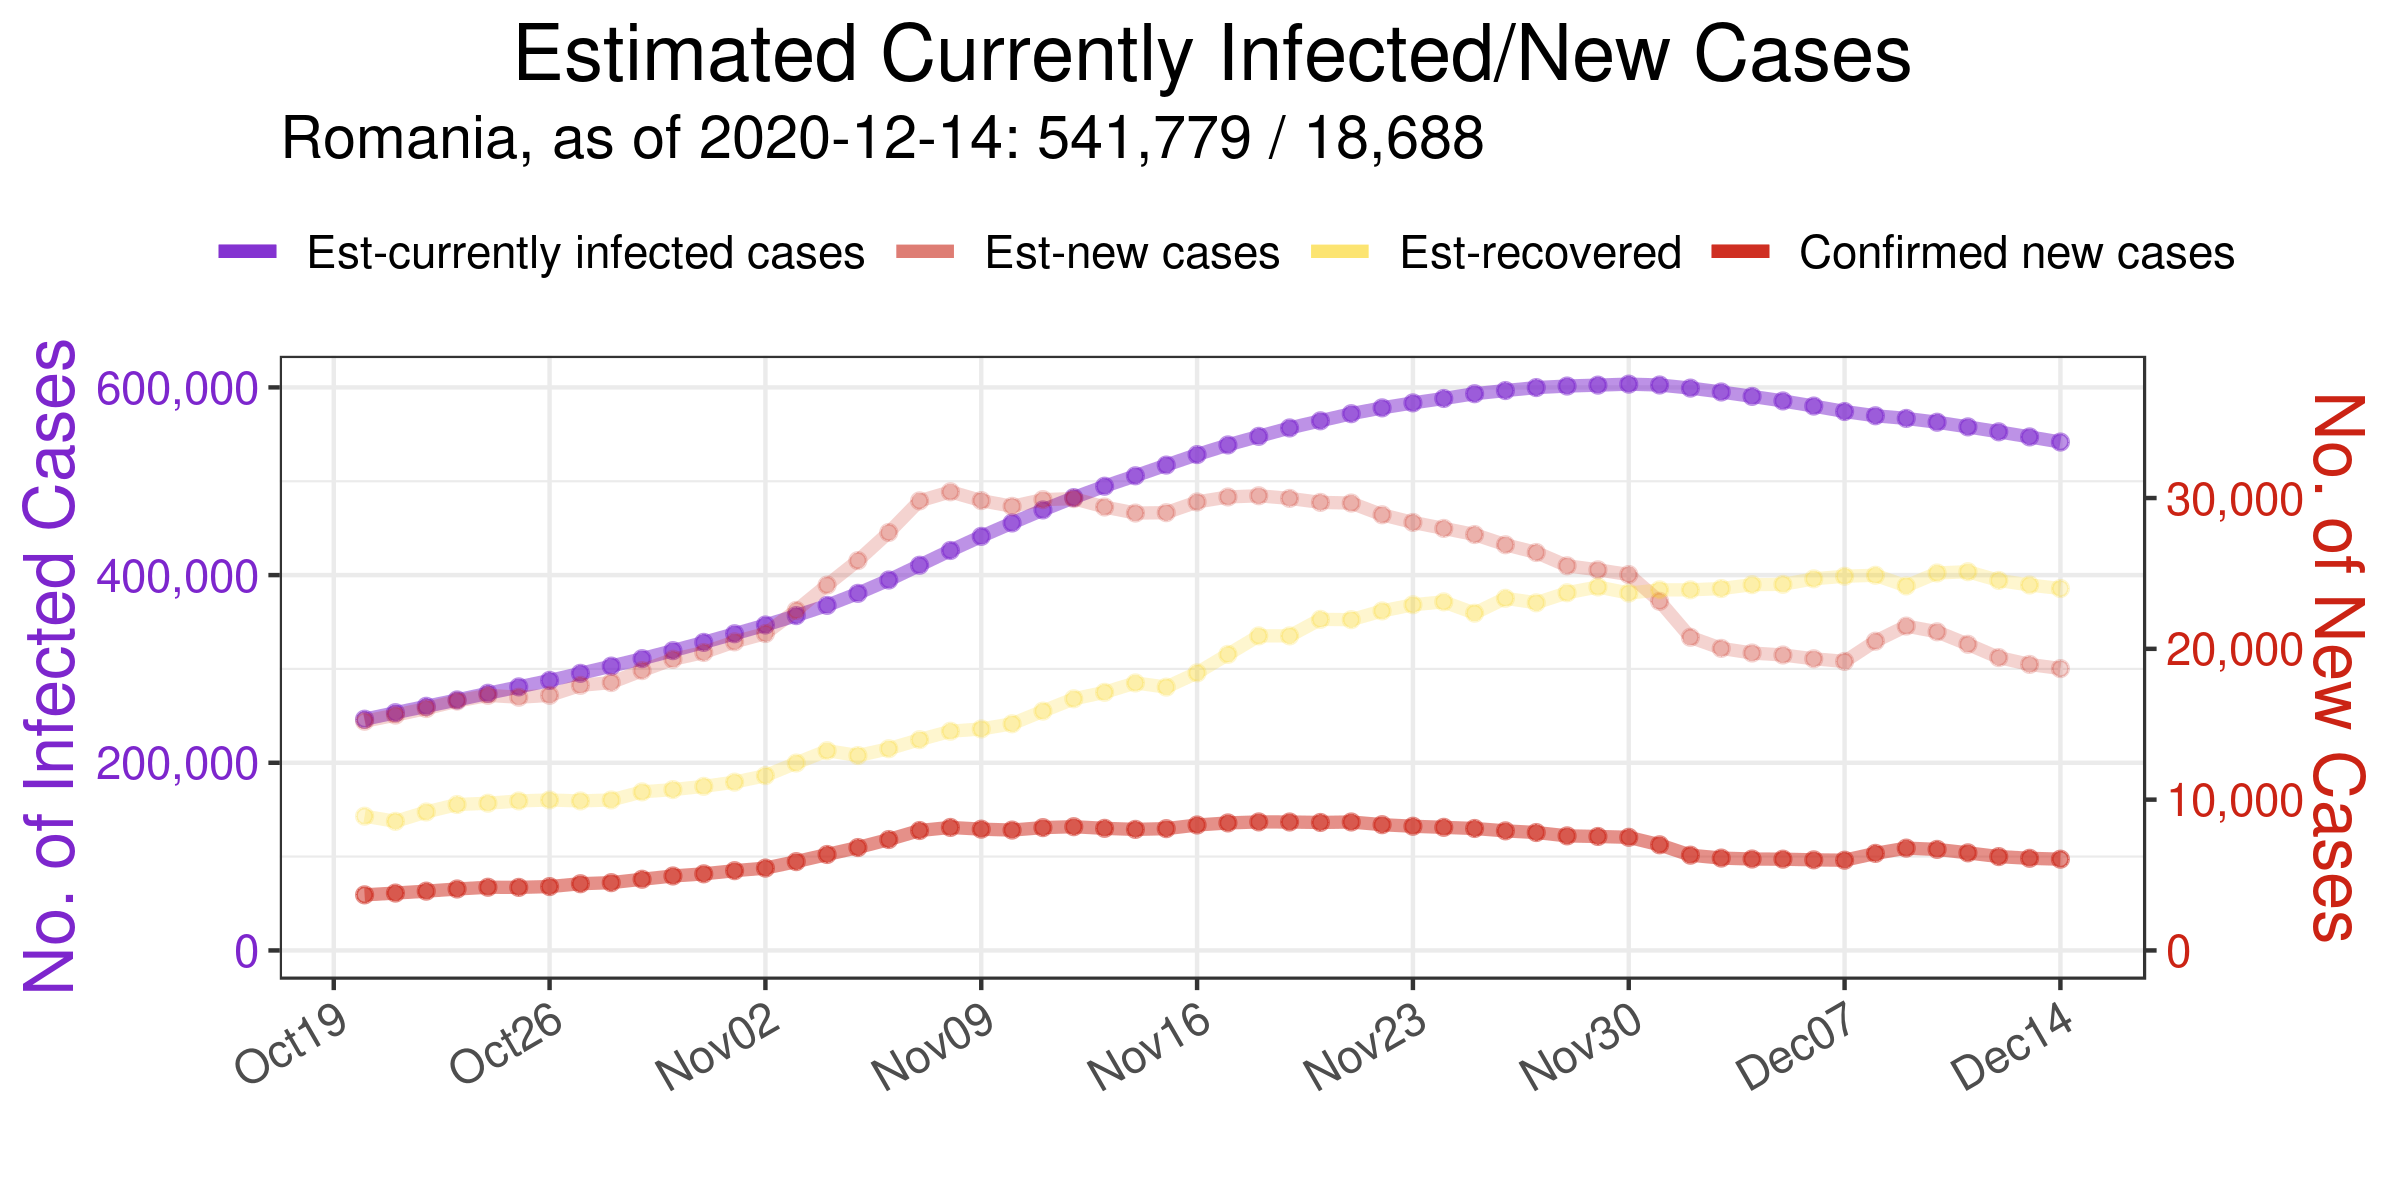 Estimated Currently Infected/New Cases
Romania, as of 2020-12-14: 541,779 / 18,688
Est-currently infected cases
Est-new cases
Est-recovered
Confirmed new cases
No. of Infected Cases
600,000
400,000
200,000
0
30,000
20,000
10,000
0
No. of New Cases
Oct19
Oct26
Nov02
Nov09
Nov16
Nov23
Nov30
Dec07
Dec14